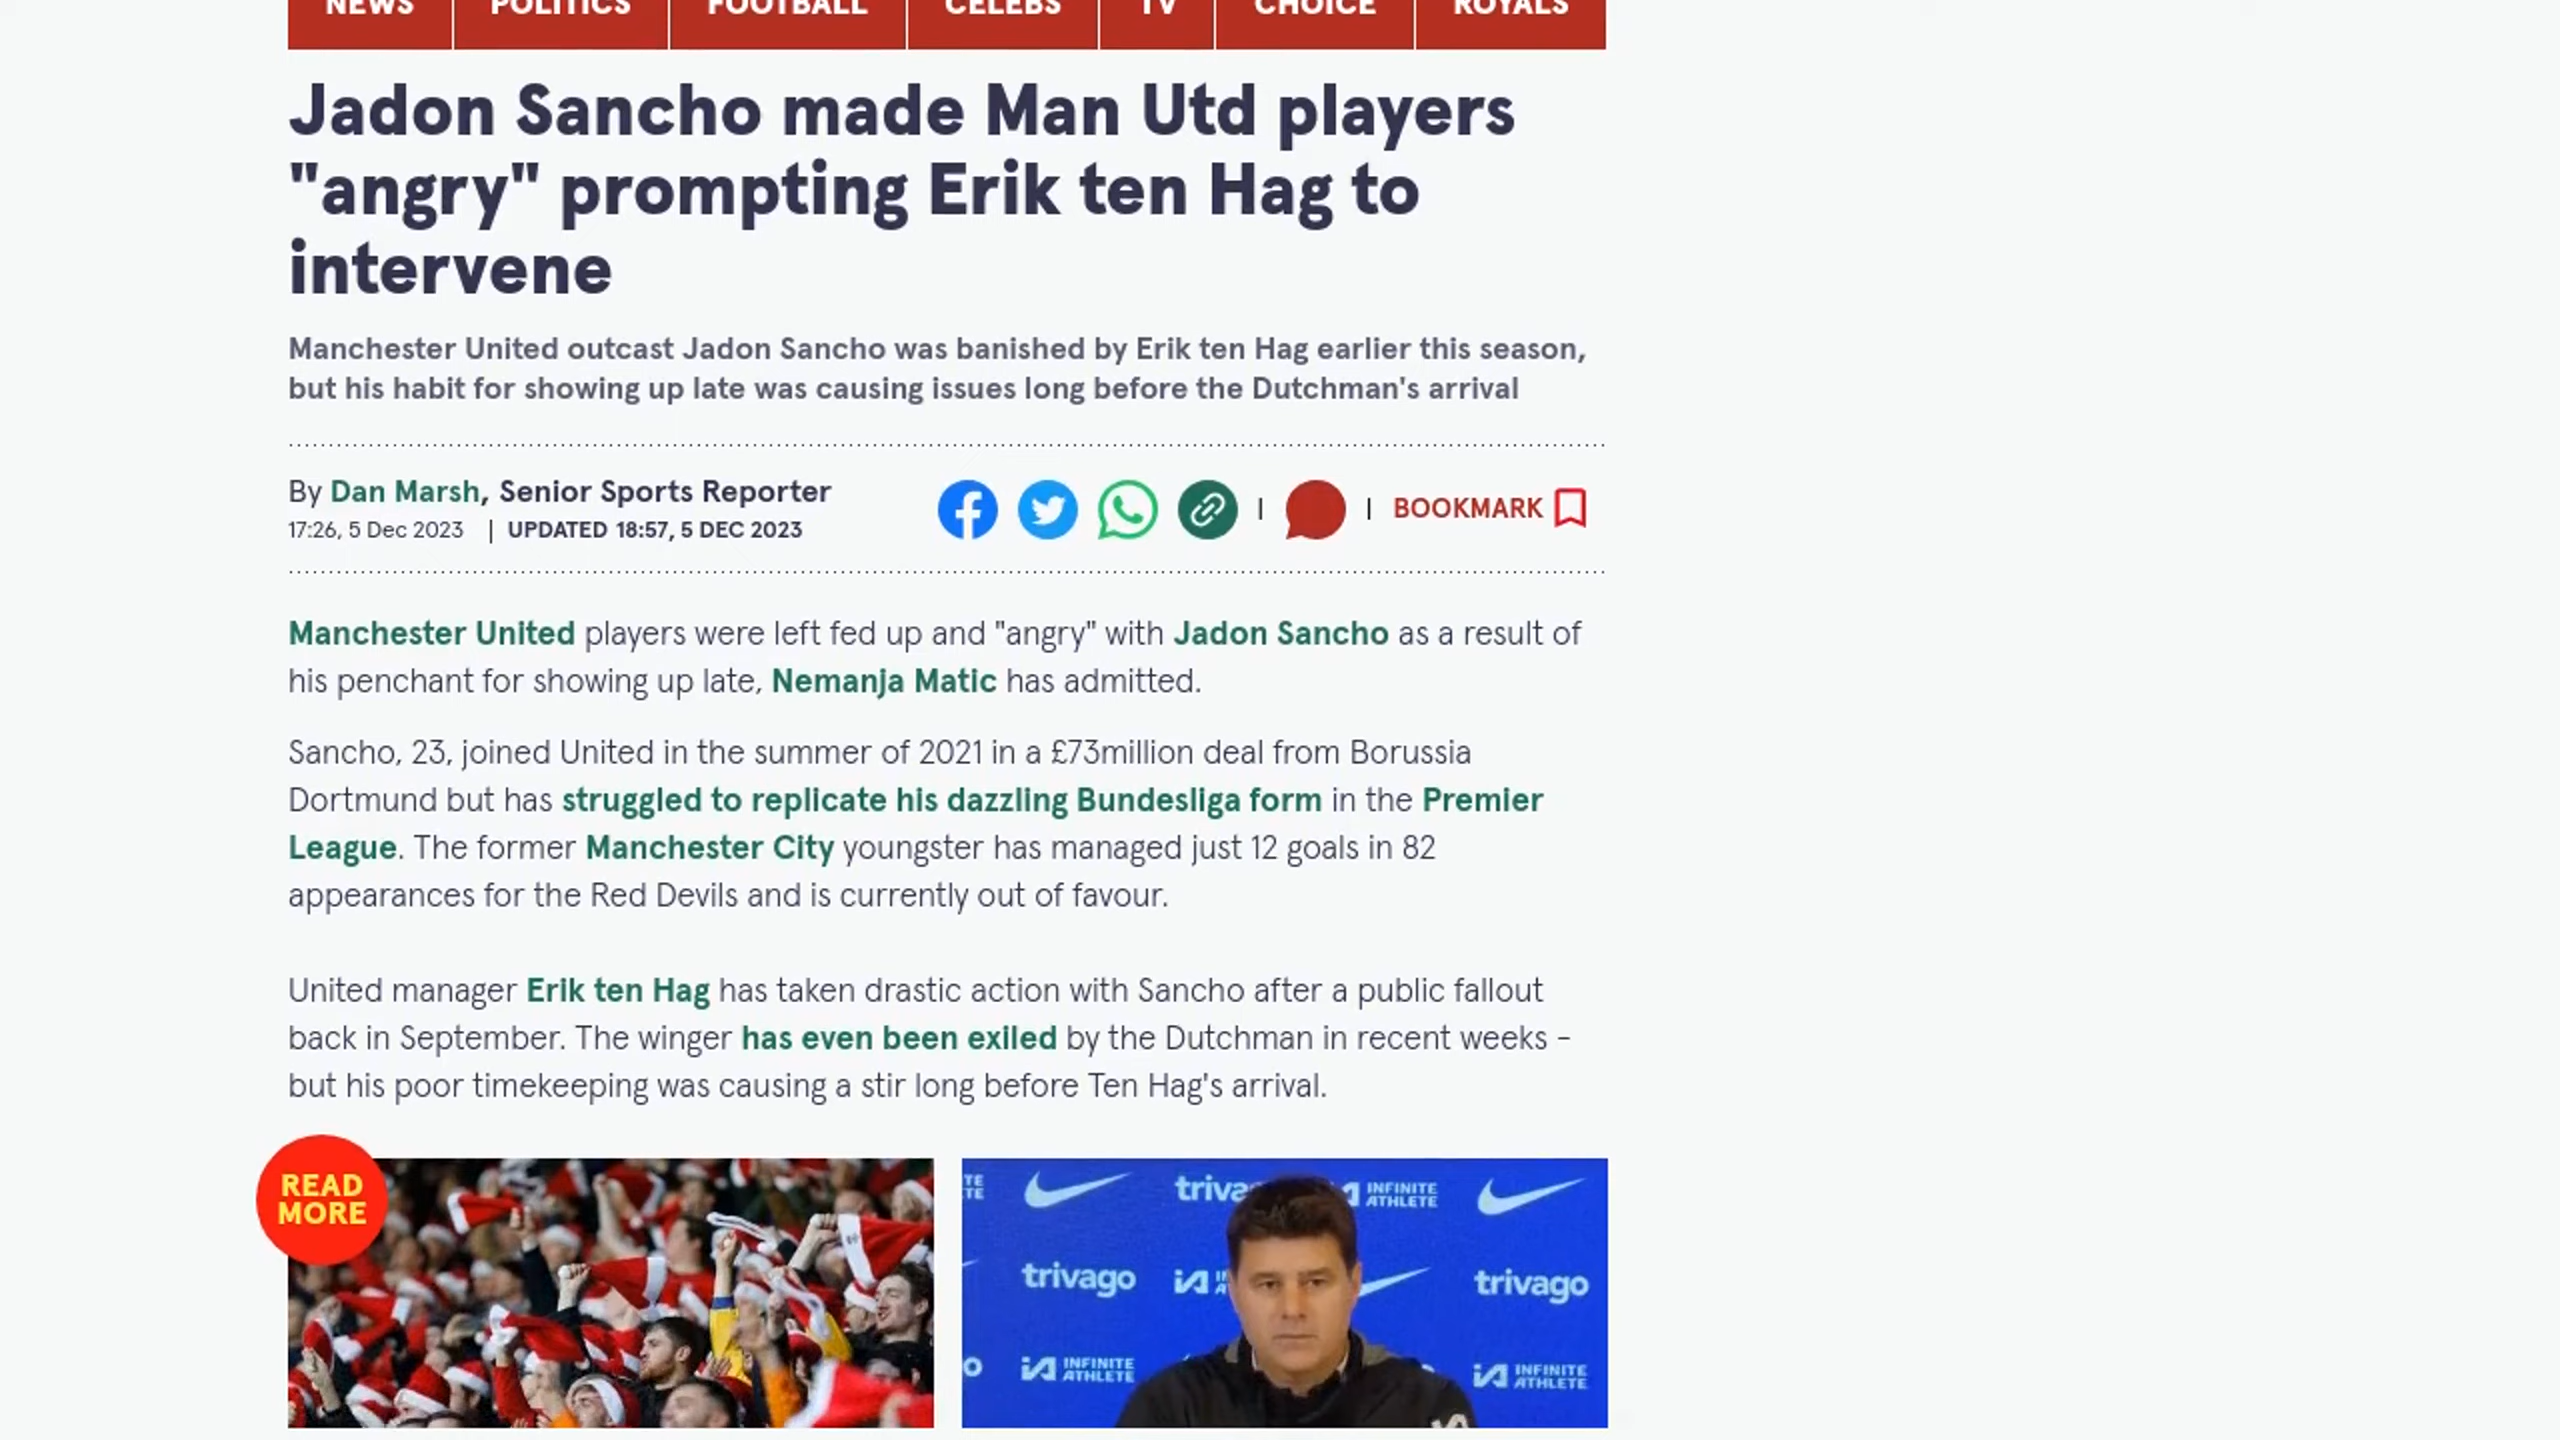 NEWS POLITICS FOOTBALL CELEBS TV CHOICE ROYALS
Jadon Sancho made Man Utd players
"angry" prompting Erik ten Hag to
intervene
Manchester United outcast Jadon Sancho was banished by Erik ten Hag earlier this season,
but his habit for showing up late was causing issues long before the Dutchman's arrival
By Dan Marsh, Senior Sports Reporter
17:26, 5 Dec 2023 | UPDATED 18:57, 5 DEC 2023
| | BOOKMARK
Manchester United players were left fed up and "angry" with Jadon Sancho as a result of
his penchant for showing up late, Nemanja Matic has admitted.
Sancho, 23, joined United in the summer of 2021 in a £73million deal from Borussia
Dortmund but has struggled to replicate his dazzling Bundesliga form in the Premier
League. The former Manchester City youngster has managed just 12 goals in 82
appearances for the Red Devils and is currently out of favour.
United manager Erik ten Hag has taken drastic action with Sancho after a public fallout
back in September. The winger has even been exiled by the Dutchman in recent weeks -
but his poor timekeeping was causing a stir long before Ten Hag's arrival.
READ
MORE
INFINITE
ATHLETE
trivago
trivago
INFINITE
ATHLETE
INFINITE
ATHLETE